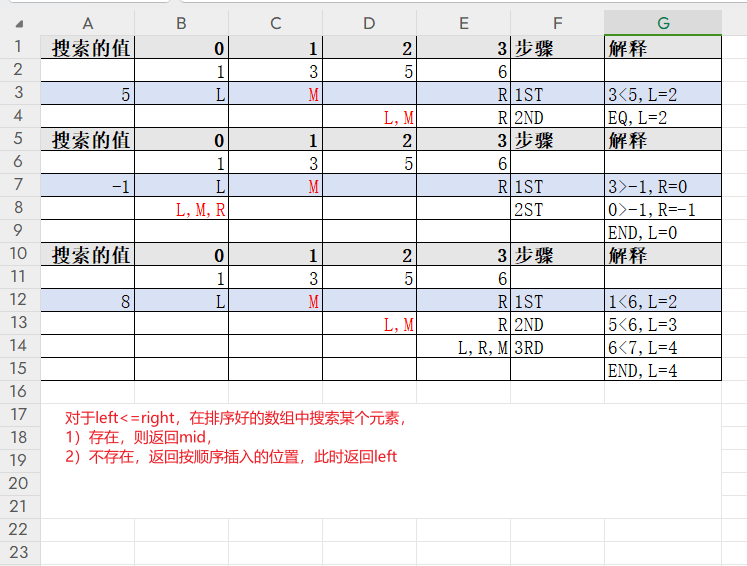 A B C D E F G
1 搜索的值 0 1 2 3 步骤 解释
2 1 3 5 6
3 5 L M R 1ST 3<5,L=2
4 L,M R 2ND EQ,L=2
5 搜索的值 0 1 2 3 步骤 解释
6 1 3 5 6
7 -1 L M R 1ST 3>-1,R=0
8 L,M,R 2ST 0>-1,R=-1
9 END,L=0
10 搜索的值 0 1 2 3 步骤 解释
11 1 3 5 6
12 8 L M R 1ST 1<6,L=2
13 L,M R 2ND 5<6,L=3
14 L,R,M 3RD 6<7,L=4
15 END,L=4
16
17 对于left<=right，在排序好的数组中搜索某个元素，
18 1）存在，则返回mid，
19 2）不存在，返回按顺序插入的位置，此时返回left
20
21
22
23